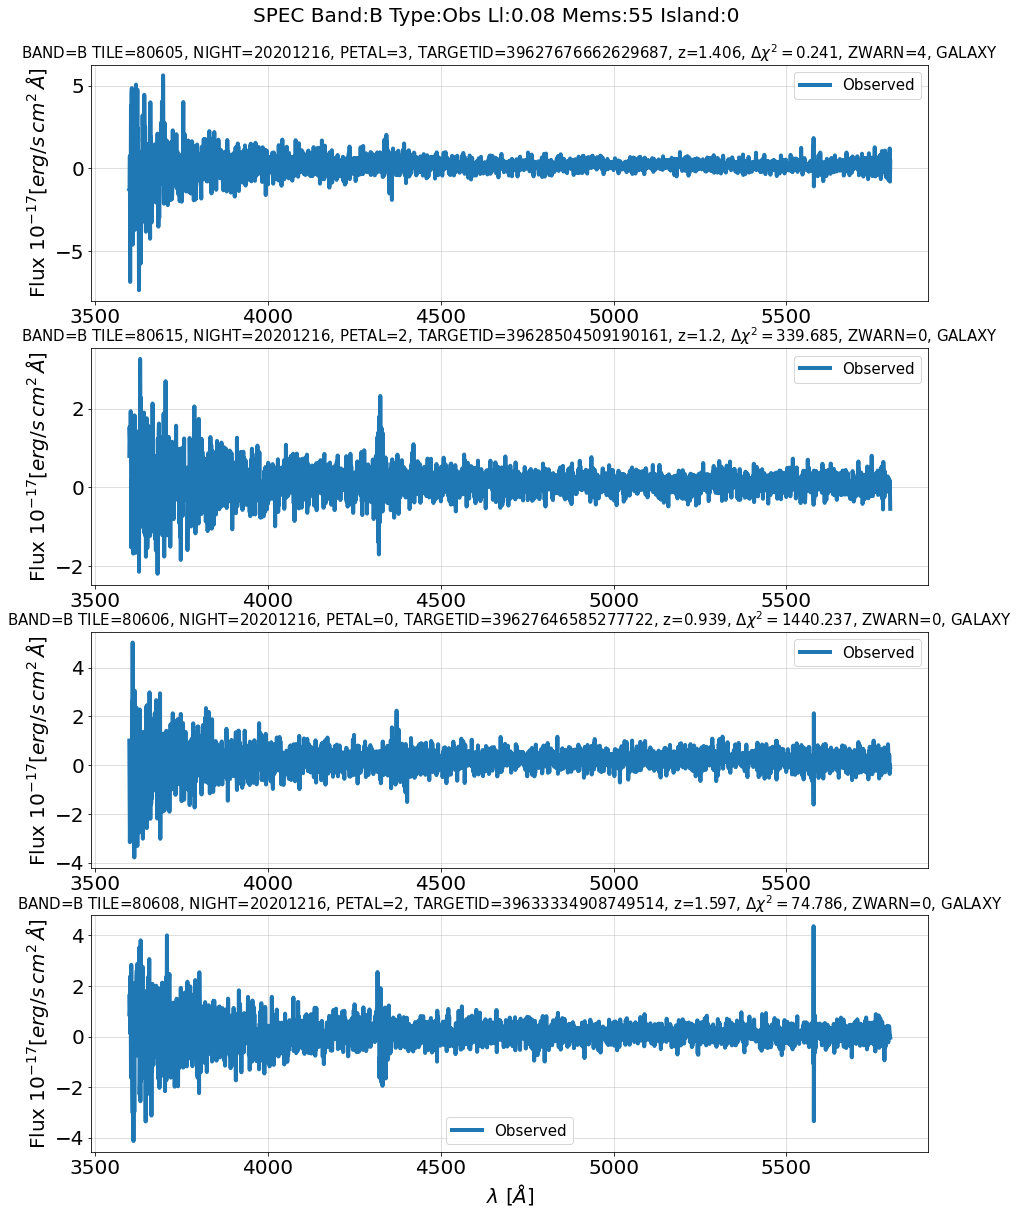 SPEC Band:B Type:Obs Ll:0.08 Mems:55 Island:0
BAND=B TILE=80605, NIGHT=20201216, PETAL=3, TARGETID=39627676662629687, z=1.406, Δχ² = 0.241, ZWARN=4, GALAXY
Observed
5
0
−5
Flux 10⁻¹⁷[erg/s cm² Å]
3500 4000 4500 5000 5500
BAND=B TILE=80615, NIGHT=20201216, PETAL=2, TARGETID=39628504509190161, z=1.2, Δχ² = 339.685, ZWARN=0, GALAXY
Observed
2
0
−2
Flux 10⁻¹⁷[erg/s cm² Å]
3500 4000 4500 5000 5500
BAND=B TILE=80606, NIGHT=20201216, PETAL=0, TARGETID=39627646585277722, z=0.939, Δχ² = 1440.237, ZWARN=0, GALAXY
Observed
4
2
0
−2
−4
Flux 10⁻¹⁷[erg/s cm² Å]
3500 4000 4500 5000 5500
BAND=B TILE=80608, NIGHT=20201216, PETAL=2, TARGETID=39633334908749514, z=1.597, Δχ² = 74.786, ZWARN=0, GALAXY
4
2
0
−2
−4
Flux 10⁻¹⁷[erg/s cm² Å]
Observed
3500 4000 4500 5000 5500
λ [Å]